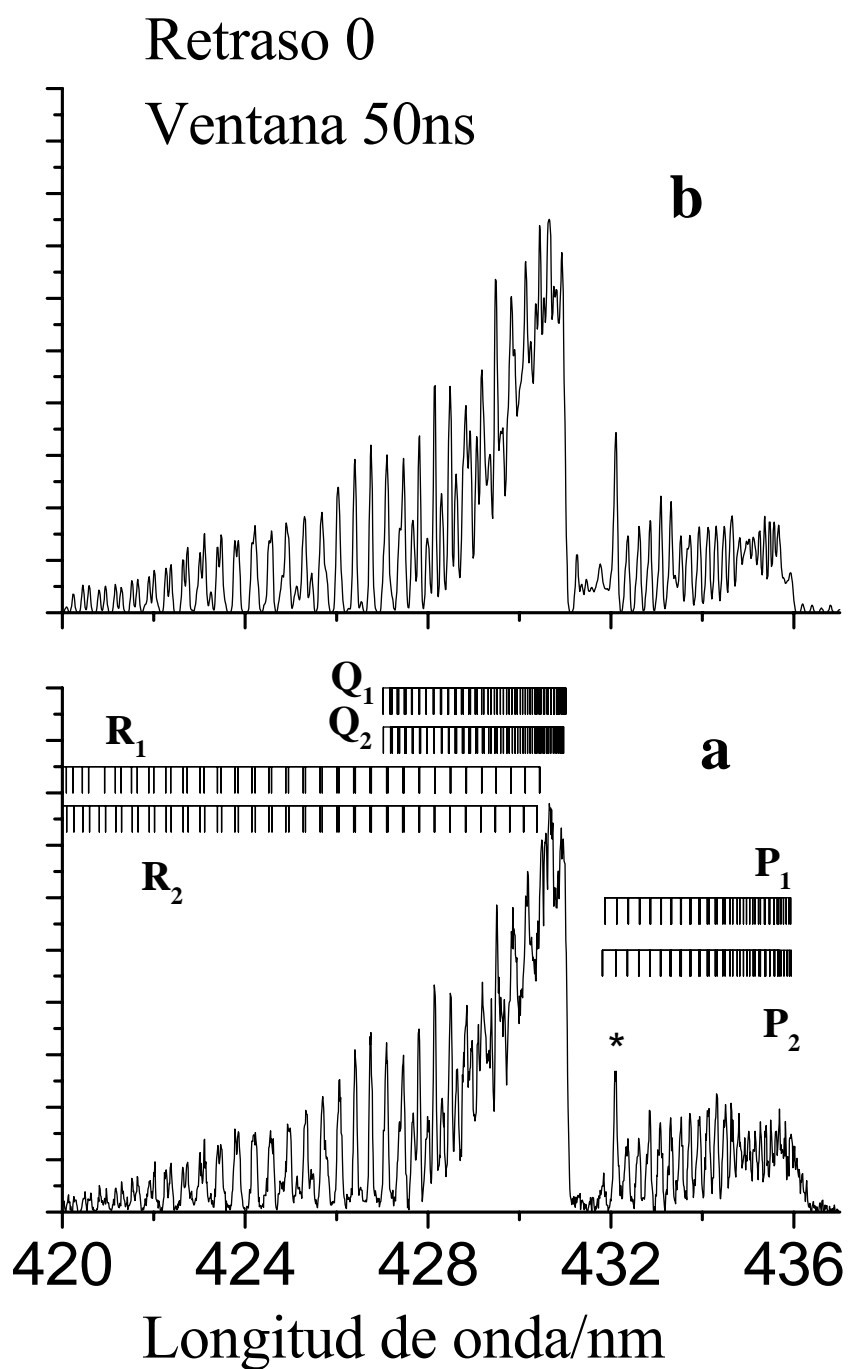 Retraso 0
Ventana 50ns
b
Q1
Q2
R1
a
R2
P1
P2
*
420 424 428 432 436
Longitud de onda/nm